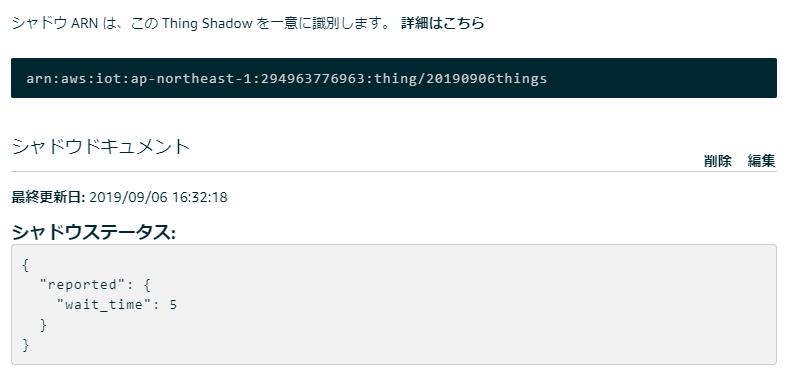 シャドウ ARN は、この Thing Shadow を一意に識別します。 詳細はこちら
arn:aws:iot:ap-northeast-1:294963776963:thing/20190906things
シャドウドキュメント
削除 編集
最終更新日: 2019/09/06 16:32:18
シャドウステータス:
{
  "reported": {
    "wait_time": 5
  }
}